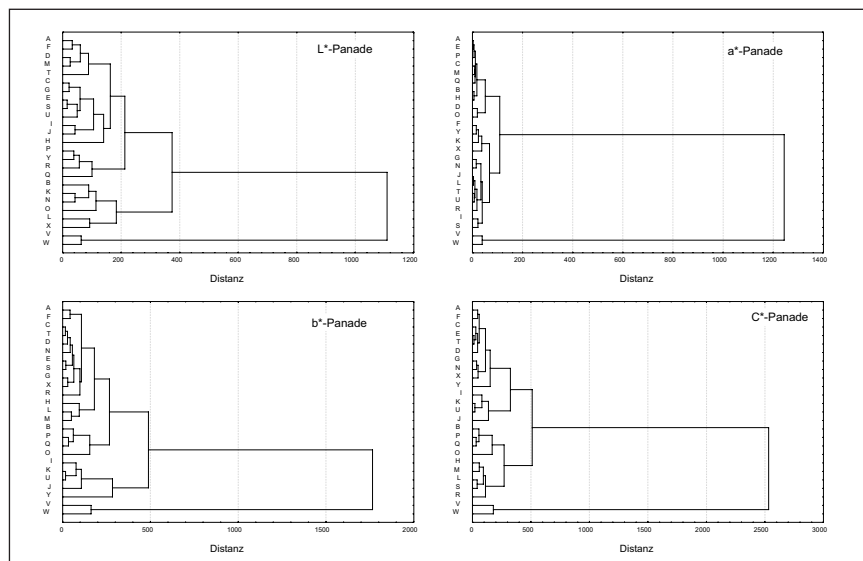 L*-Panade
A
F
D
M
T
C
G
E
S
U
I
J
H
P
Y
R
Q
B
K
N
O
L
X
V
W
0 200 400 600 800 1000 1200
Distanz
a*-Panade
A
E
P
C
M
Q
B
H
D
O
F
Y
K
X
G
N
J
L
T
U
R
I
S
V
W
0 200 400 600 800 1000 1200 1400
Distanz
b*-Panade
A
F
C
T
D
N
E
S
G
X
R
H
L
M
B
P
Q
O
I
K
U
J
Y
V
W
0 500 1000 1500 2000
Distanz
C*-Panade
A
F
C
E
T
D
G
N
X
Y
I
K
U
J
B
P
Q
O
H
M
L
S
R
V
W
0 500 1000 1500 2000 2500 3000
Distanz